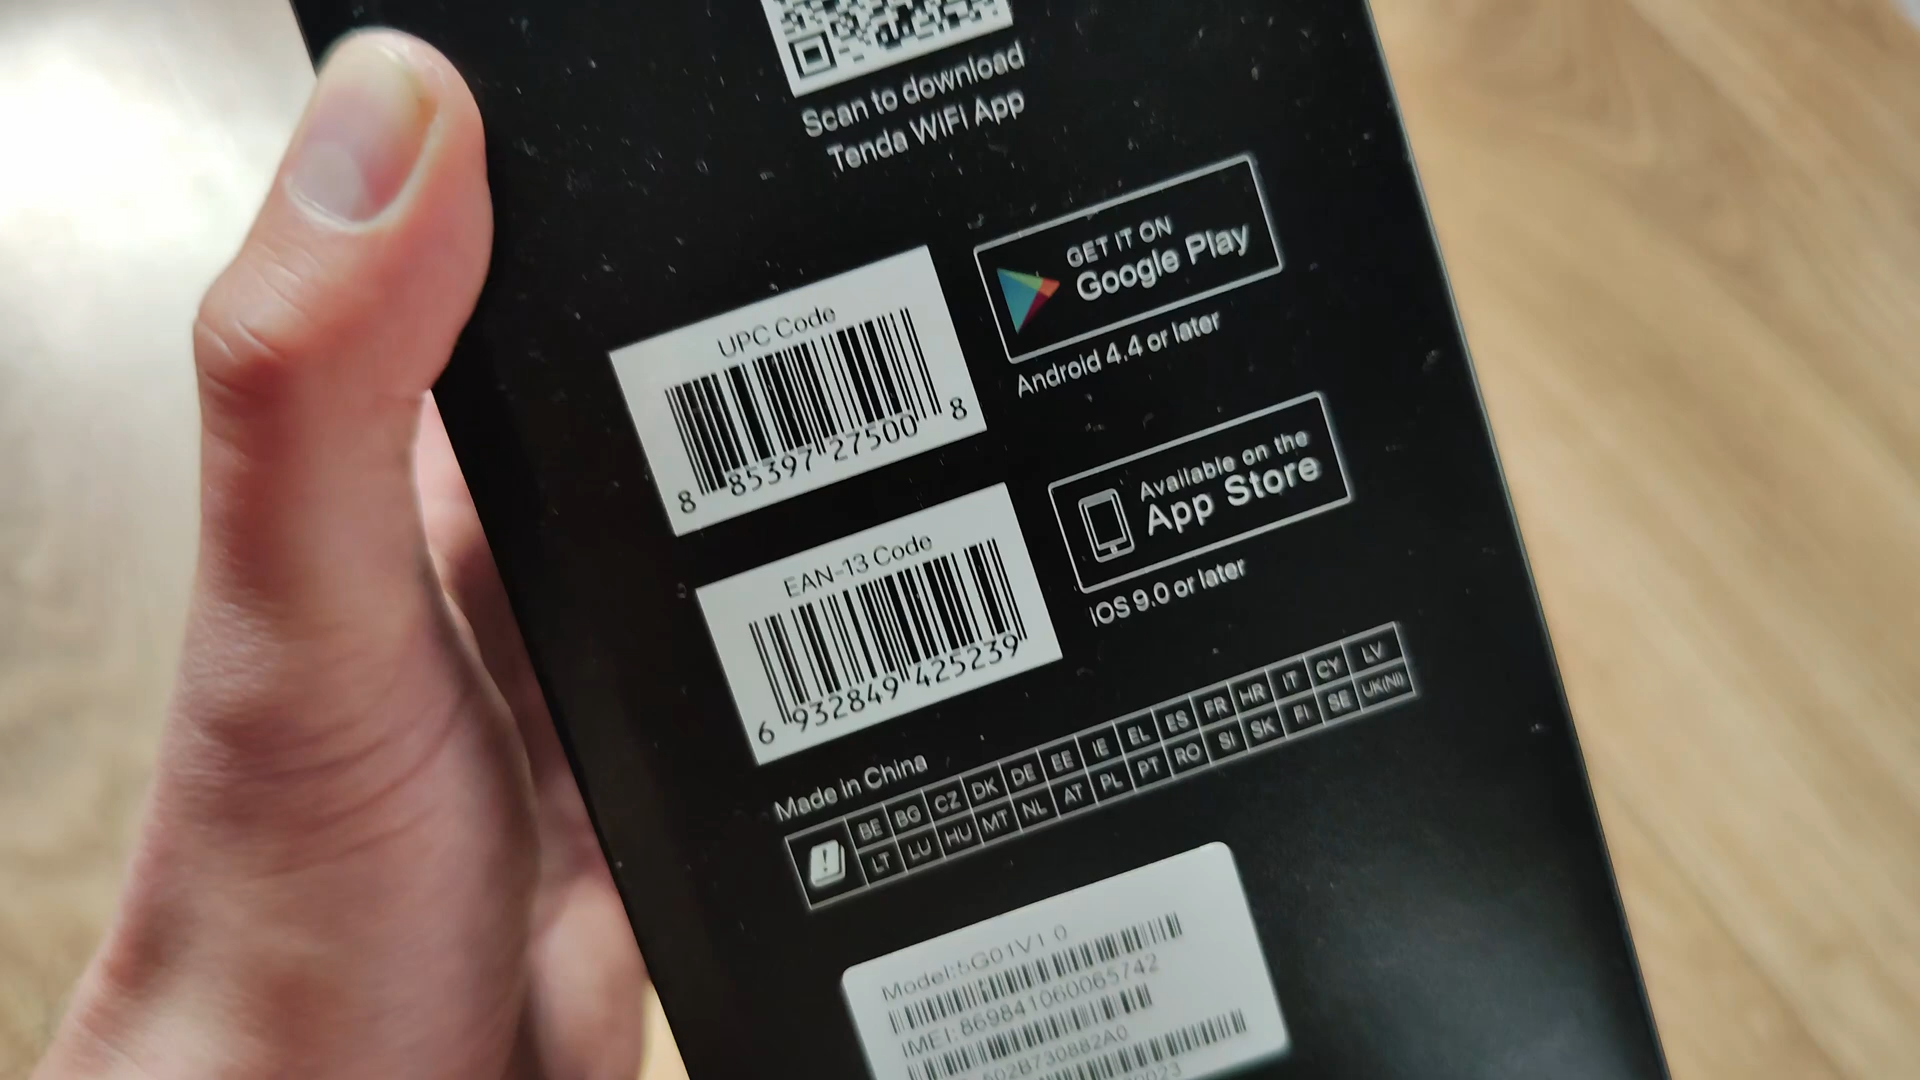 Scan to download
Tenda WiFi App
GET IT ON
Google Play
Android 4.4 or later
UPC Code
8 85397 27500 8
Available on the
App Store
iOS 9.0 or later
EAN-13 Code
6 932849 425239
Made in China
BE BG CZ DK DE EE IE EL ES FR HR IT CY LV
LT LU HU MT NL AT PL PT RO SI SK FI SE UK(NI)
Model:5G01V1.0
IMEI:869841060065742
502B730882A0